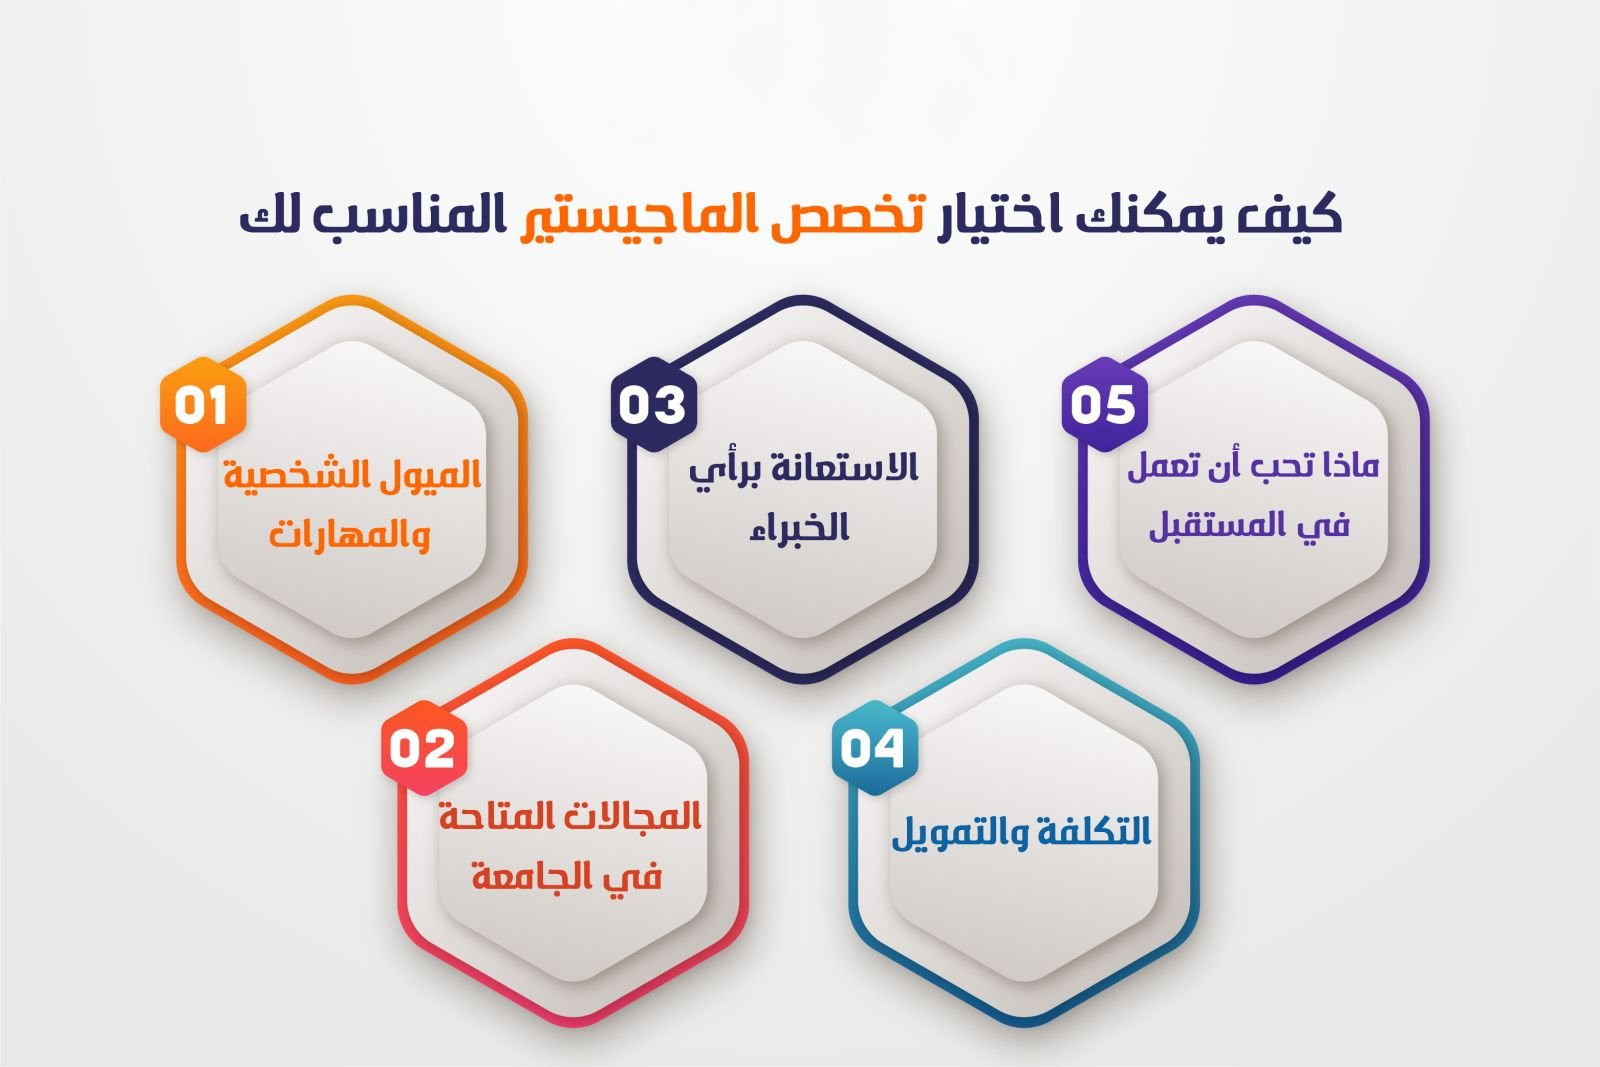 كيف يمكنك اختيار تخصص الماجيستير المناسب لك
01
الميول الشخصية
والمهارات
02
المجالات المتاحة
في الجامعة
03
الاستعانة برأي
الخبراء
04
التكلفة والتمويل
05
ماذا تحب أن تعمل
في المستقبل